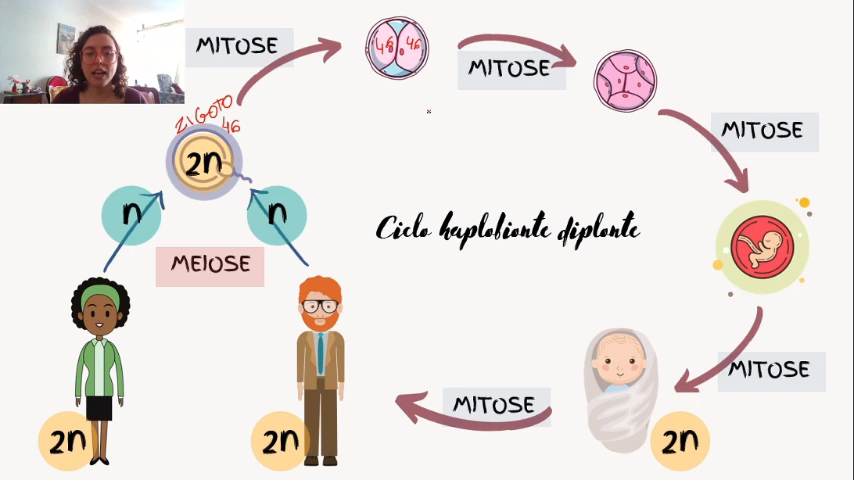 MITOSE
46 46
MITOSE
ZIGOTO
46
MITOSE
2n
n
n
Ciclo haplobionte diplonte
MEIOSE
MITOSE
MITOSE
2n
2n
2n